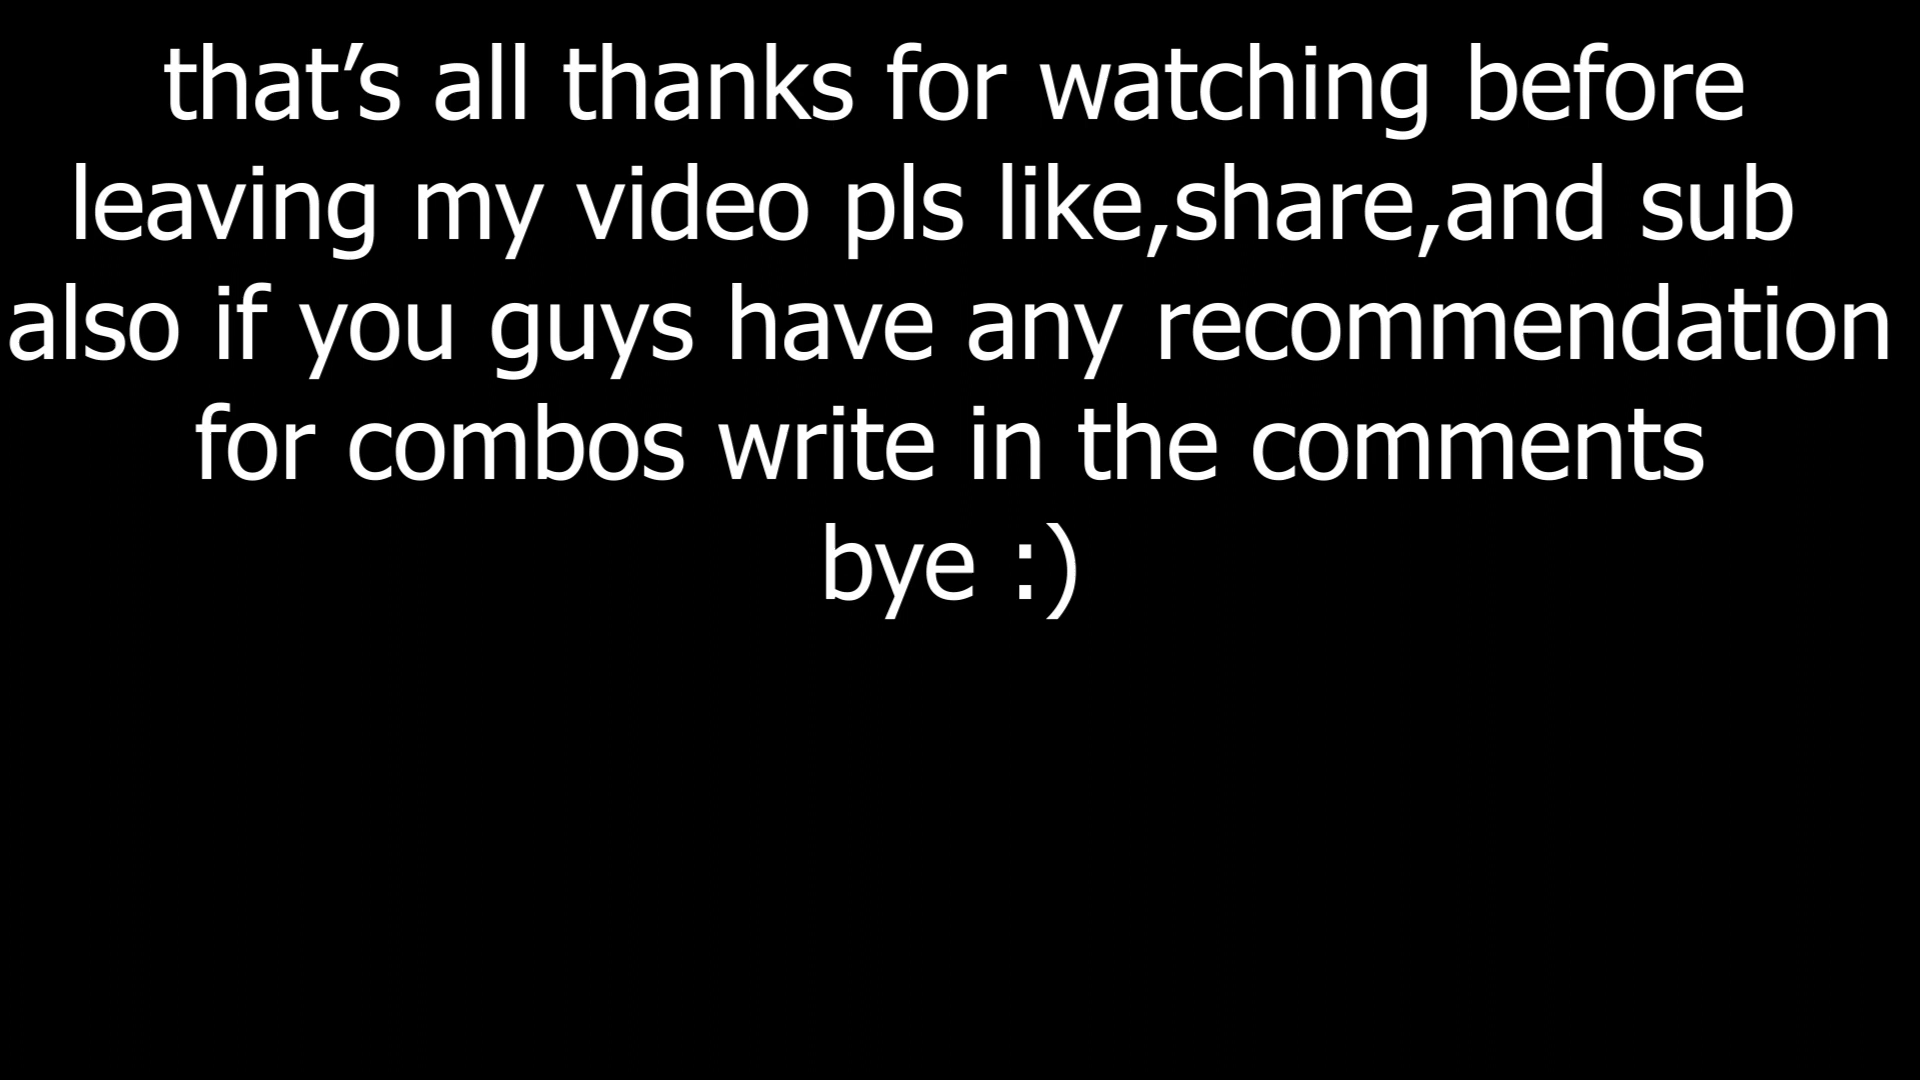 that’s all thanks for watching before
leaving my video pls like,share,and sub
also if you guys have any recommendation
for combos write in the comments
bye :)